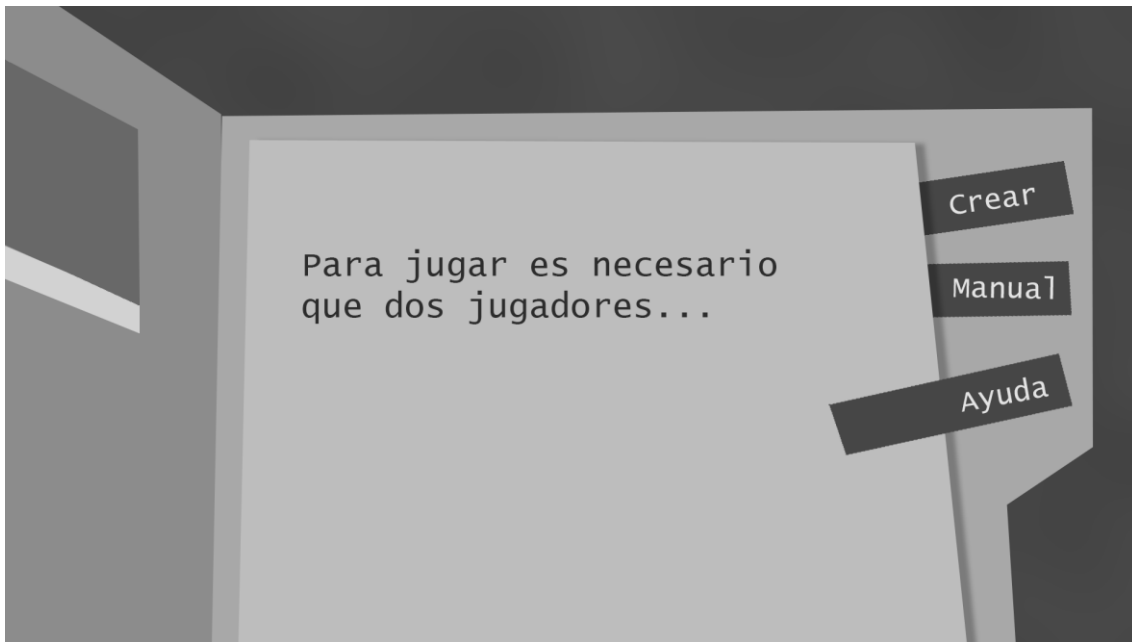 Para jugar es necesario
que dos jugadores...
Crear
Manual
Ayuda